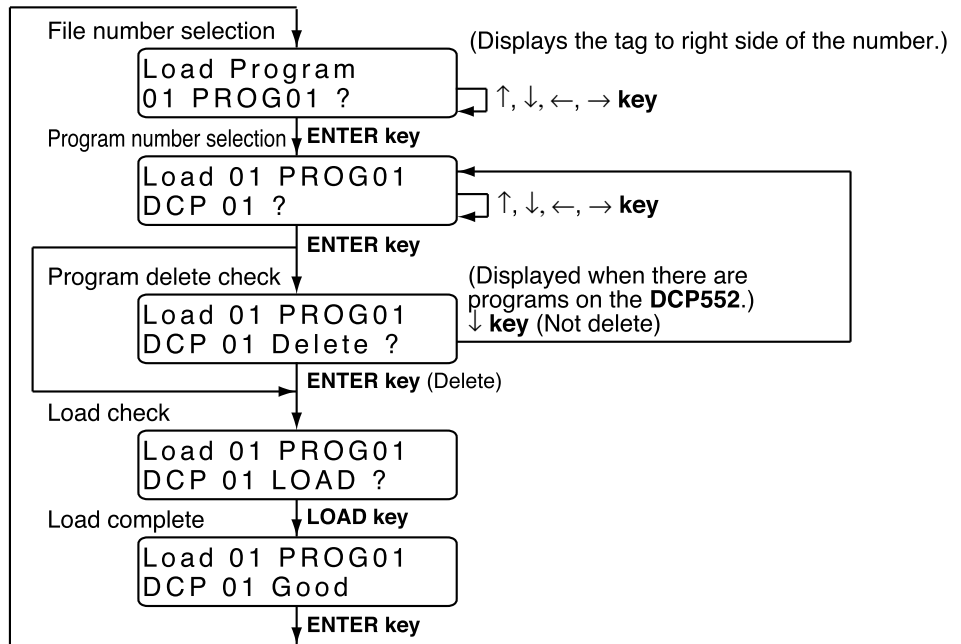 File number selection
(Displays the tag to right side of the number.)
Load Program
01 PROG01 ?
↑, ↓, ←, → key
Program number selection
ENTER key
Load 01 PROG01
DCP 01 ?
↑, ↓, ←, → key
ENTER key
Program delete check
(Displayed when there are
programs on the DCP552.)
↓ key (Not delete)
Load 01 PROG01
DCP 01 Delete ?
ENTER key (Delete)
Load check
Load 01 PROG01
DCP 01 LOAD ?
Load complete
LOAD key
Load 01 PROG01
DCP 01 Good
ENTER key